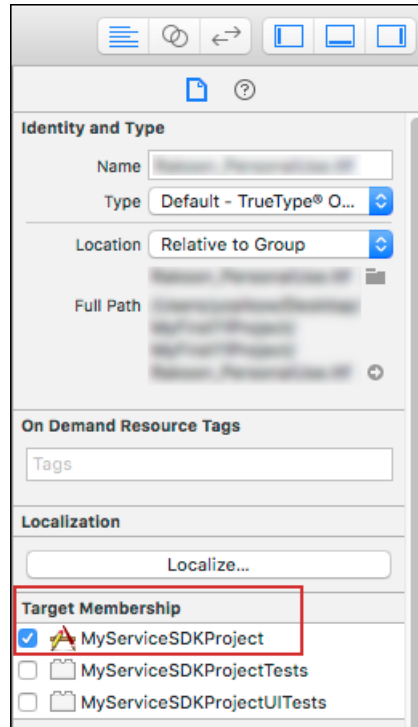 Identity and Type
Name
Type Default - TrueType® O...
Location Relative to Group
Full Path
On Demand Resource Tags
Tags
Localization
Localize...
Target Membership
MyServiceSDKProject
MyServiceSDKProjectTests
MyServiceSDKProjectUITests